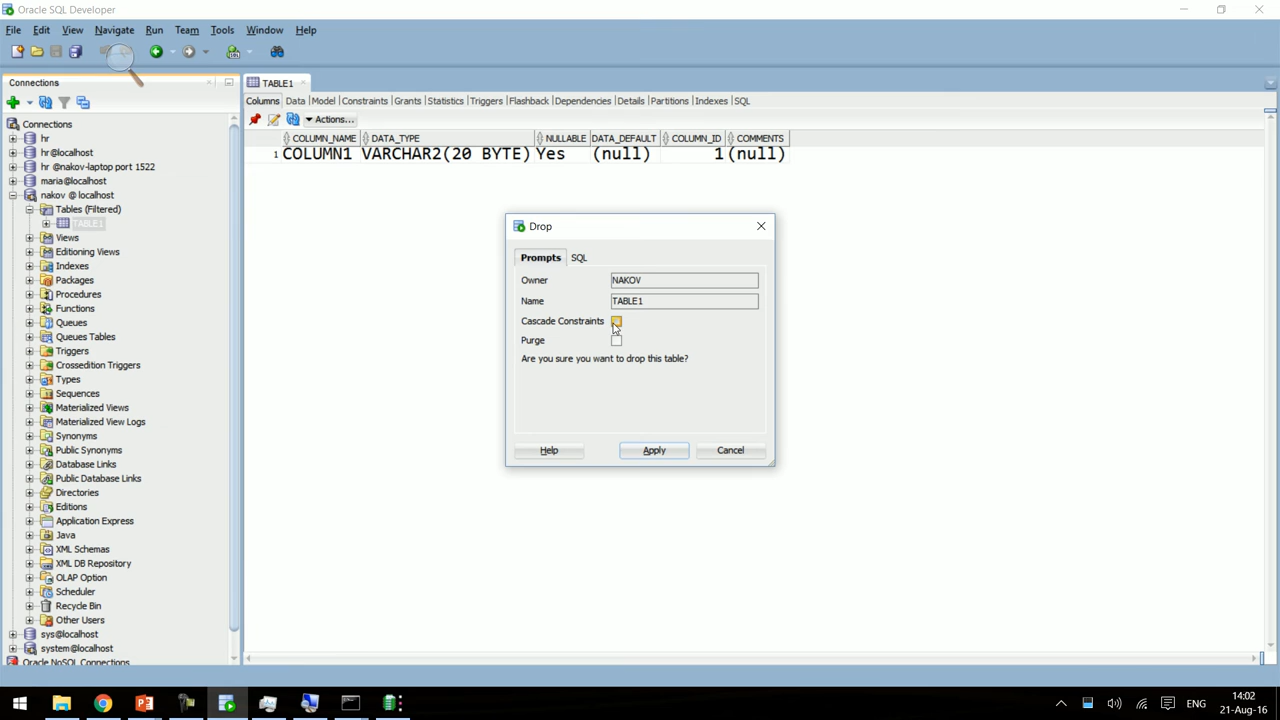 Oracle SQL Developer
File Edit View Navigate Run Team Tools Window Help
Connections
TABLE1
Columns Data Model Constraints Grants Statistics Triggers Flashback Dependencies Details Partitions Indexes SQL
Actions...
COLUMN_NAME DATA_TYPE NULLABLE DATA_DEFAULT COLUMN_ID COMMENTS
1 COLUMN1 VARCHAR2(20 BYTE) Yes (null) 1 (null)
Connections
hr
hr@localhost
hr @nakov-laptop port 1522
maria@localhost
nakov @ localhost
Tables (Filtered)
TABLE1
Views
Editioning Views
Indexes
Packages
Procedures
Functions
Queues
Queues Tables
Triggers
Crossedition Triggers
Types
Sequences
Materialized Views
Materialized View Logs
Synonyms
Public Synonyms
Database Links
Public Database Links
Directories
Editions
Application Express
Java
XML Schemas
XML DB Repository
OLAP Option
Scheduler
Recycle Bin
Other Users
sys@localhost
system@localhost
Oracle NoSQL Connections
Drop
Prompts SQL
Owner NAKOV
Name TABLE1
Cascade Constraints
Purge
Are you sure you want to drop this table?
Help Apply Cancel
ENG
14:02
21-Aug-16